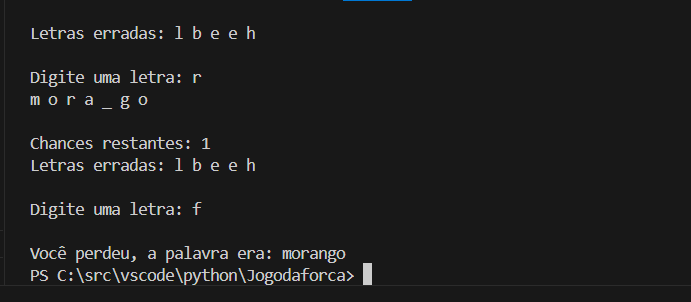 Letras erradas: l b e e h
Digite uma letra: r
m o r a _ g o
Chances restantes: 1
Letras erradas: l b e e h
Digite uma letra: f
Você perdeu, a palavra era: morango
PS C:\src\vscode\python\Jogodaforca>